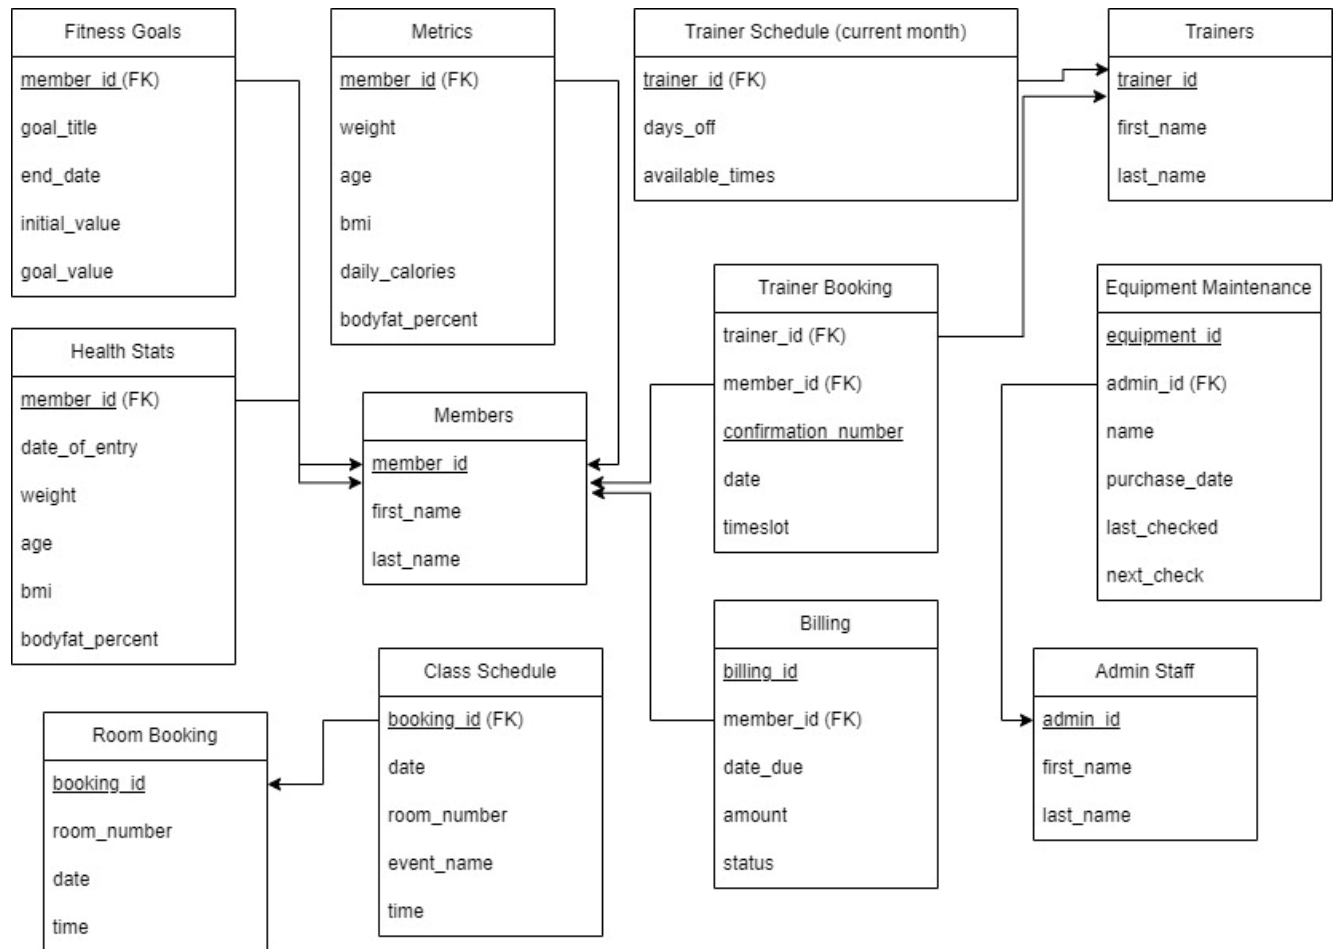 Fitness Goals
member_id (FK)
goal_title
end_date
initial_value
goal_value
Metrics
member_id (FK)
weight
age
bmi
daily_calories
bodyfat_percent
Trainer Schedule (current month)
trainer_id (FK)
days_off
available_times
Trainers
trainer_id
first_name
last_name
Health Stats
member_id (FK)
date_of_entry
weight
age
bmi
bodyfat_percent
Members
member_id
first_name
last_name
Trainer Booking
trainer_id (FK)
member_id (FK)
confirmation_number
date
timeslot
Equipment Maintenance
equipment_id
admin_id (FK)
name
purchase_date
last_checked
next_check
Room Booking
booking_id
room_number
date
time
Class Schedule
booking_id (FK)
date
room_number
event_name
time
Billing
billing_id
member_id (FK)
date_due
amount
status
Admin Staff
admin_id
first_name
last_name